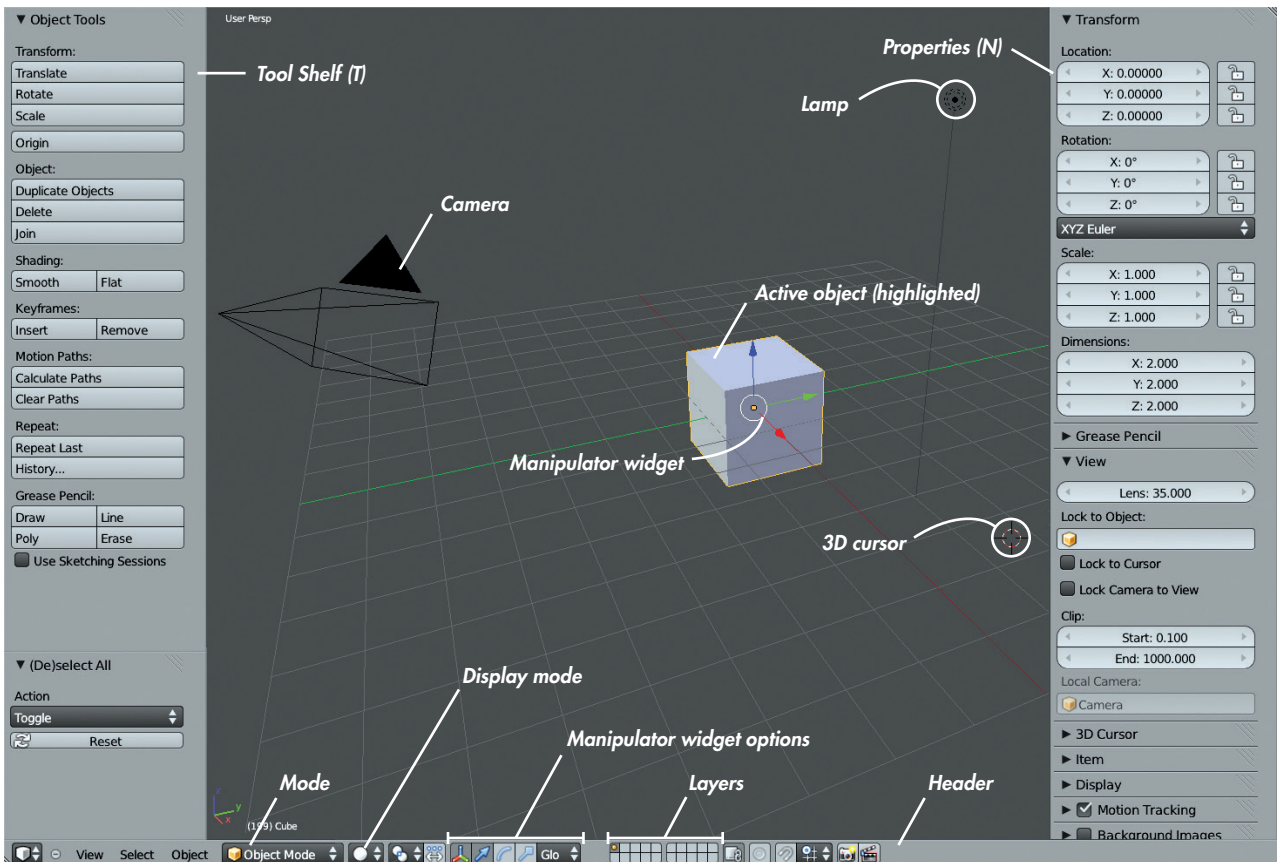 ▼ Object Tools
Transform:
Translate
Rotate
Scale
Origin
Object:
Duplicate Objects
Delete
Join
Shading:
Smooth Flat
Keyframes:
Insert Remove
Motion Paths:
Calculate Paths
Clear Paths
Repeat:
Repeat Last
History...
Grease Pencil:
Draw Line
Poly Erase
Use Sketching Sessions
▼ (De)select All
Action
Toggle
Reset
User Persp
Tool Shelf (T)
Properties (N)
Lamp
Camera
Active object (highlighted)
Manipulator widget
3D cursor
Display mode
Manipulator widget options
Mode
Layers
Header
z
y
x
(199) Cube
▼ Transform
Location:
X: 0.00000
Y: 0.00000
Z: 0.00000
Rotation:
X: 0°
Y: 0°
Z: 0°
XYZ Euler
Scale:
X: 1.000
Y: 1.000
Z: 1.000
Dimensions:
X: 2.000
Y: 2.000
Z: 2.000
▶ Grease Pencil
▼ View
Lens: 35.000
Lock to Object:
Lock to Cursor
Lock Camera to View
Clip:
Start: 0.100
End: 1000.000
Local Camera:
Camera
▶ 3D Cursor
▶ Item
▶ Display
▶ Motion Tracking
▶ Background Images
View Select Object Object Mode Glo